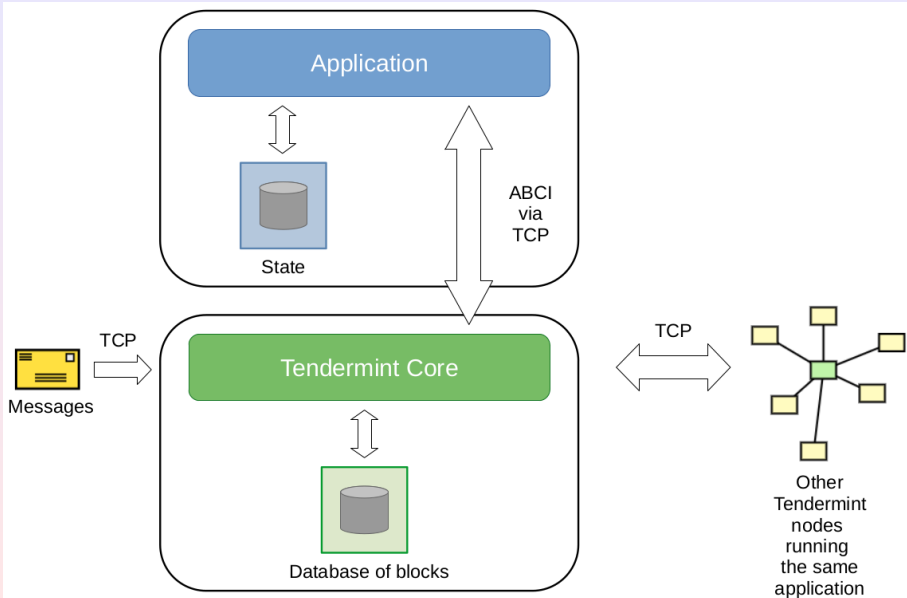 Application
ABCI
via
TCP
State
TCP
Messages
Tendermint Core
TCP
Database of blocks
Other
Tendermint
nodes
running
the same
application